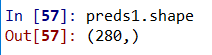 In [57]: preds1.shape
Out[57]: (280,)